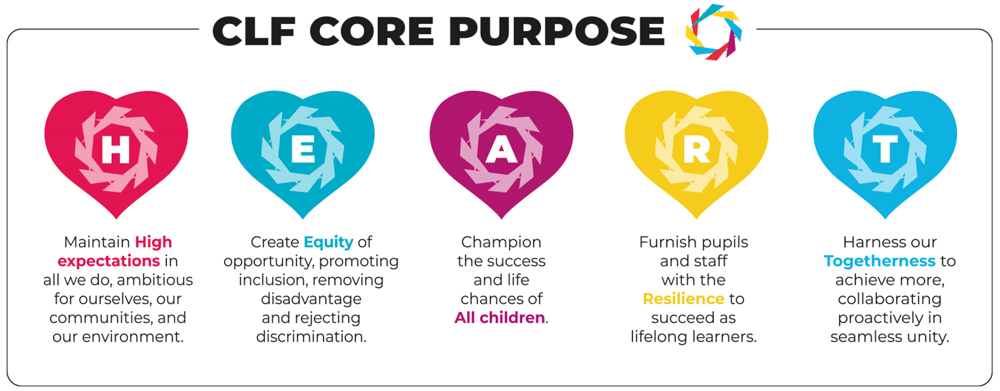 CLF CORE PURPOSE
H
E
A
R
T
Maintain High
expectations in
all we do, ambitious
for ourselves, our
communities, and
our environment.
Create Equity of
opportunity, promoting
inclusion, removing
disadvantage
and rejecting
discrimination.
Champion
the success
and life
chances of
All children.
Furnish pupils
and staff
with the
Resilience to
succeed as
lifelong learners.
Harness our
Togetherness to
achieve more,
collaborating
proactively in
seamless unity.